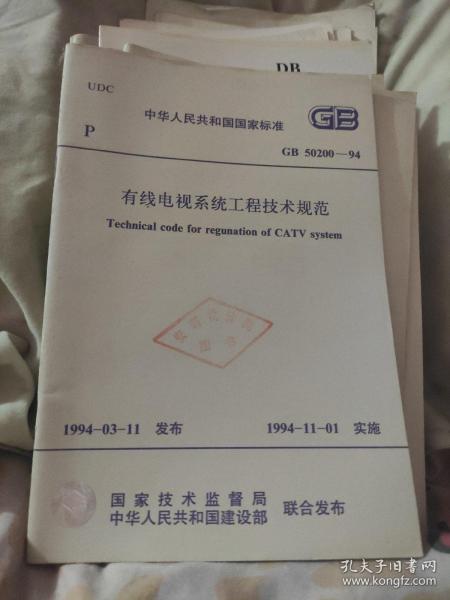 DB
UDC
中华人民共和国国家标准
GB
P
GB 50200—94
有线电视系统工程技术规范
Technical code for regunation of CATV system
1994—03—11 发布
1994—11—01 实施
国家技术监督局
中华人民共和国建设部
联合发布
孔夫子旧书网
www.kongfz.com